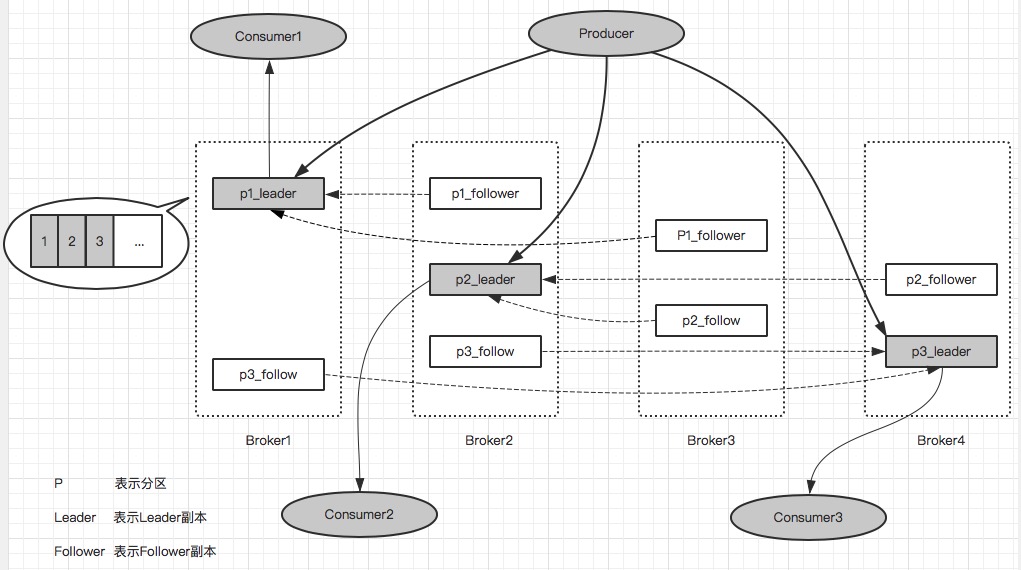 Consumer1
Producer
p1_leader
p1_follower
P1_follower
1 2 3 ...
p2_leader
p2_follower
p2_follow
p3_follow
p3_leader
p3_follow
Broker1
Broker2
Broker3
Broker4
P 表示分区
Leader 表示Leader副本
Follower 表示Follower副本
Consumer2
Consumer3